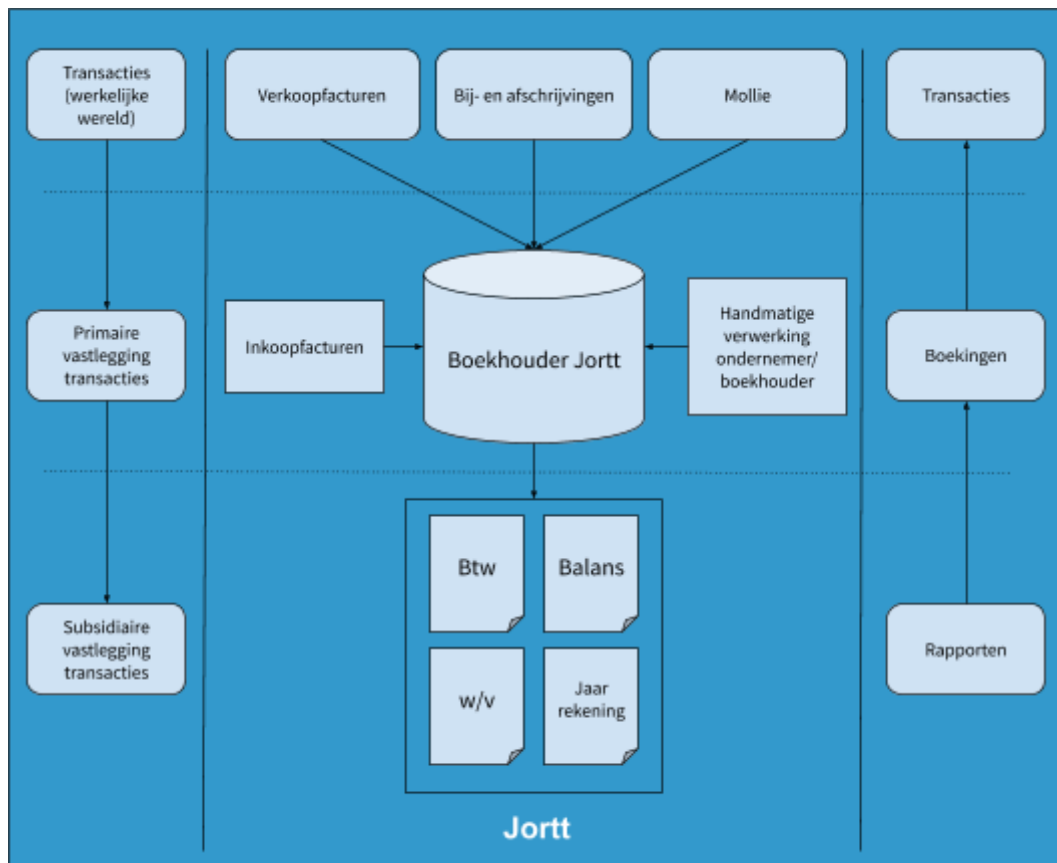 Transacties
(werkelijke
wereld)
Verkoopfacturen
Bij- en afschrijvingen
Mollie
Transacties
Primaire
vastlegging
transacties
Inkoopfacturen
Boekhouder Jortt
Handmatige
verwerking
ondernemer/
boekhouder
Boekingen
Subsidiaire
vastlegging
transacties
Btw
Balans
w/v
Jaar
rekening
Rapporten
Jortt